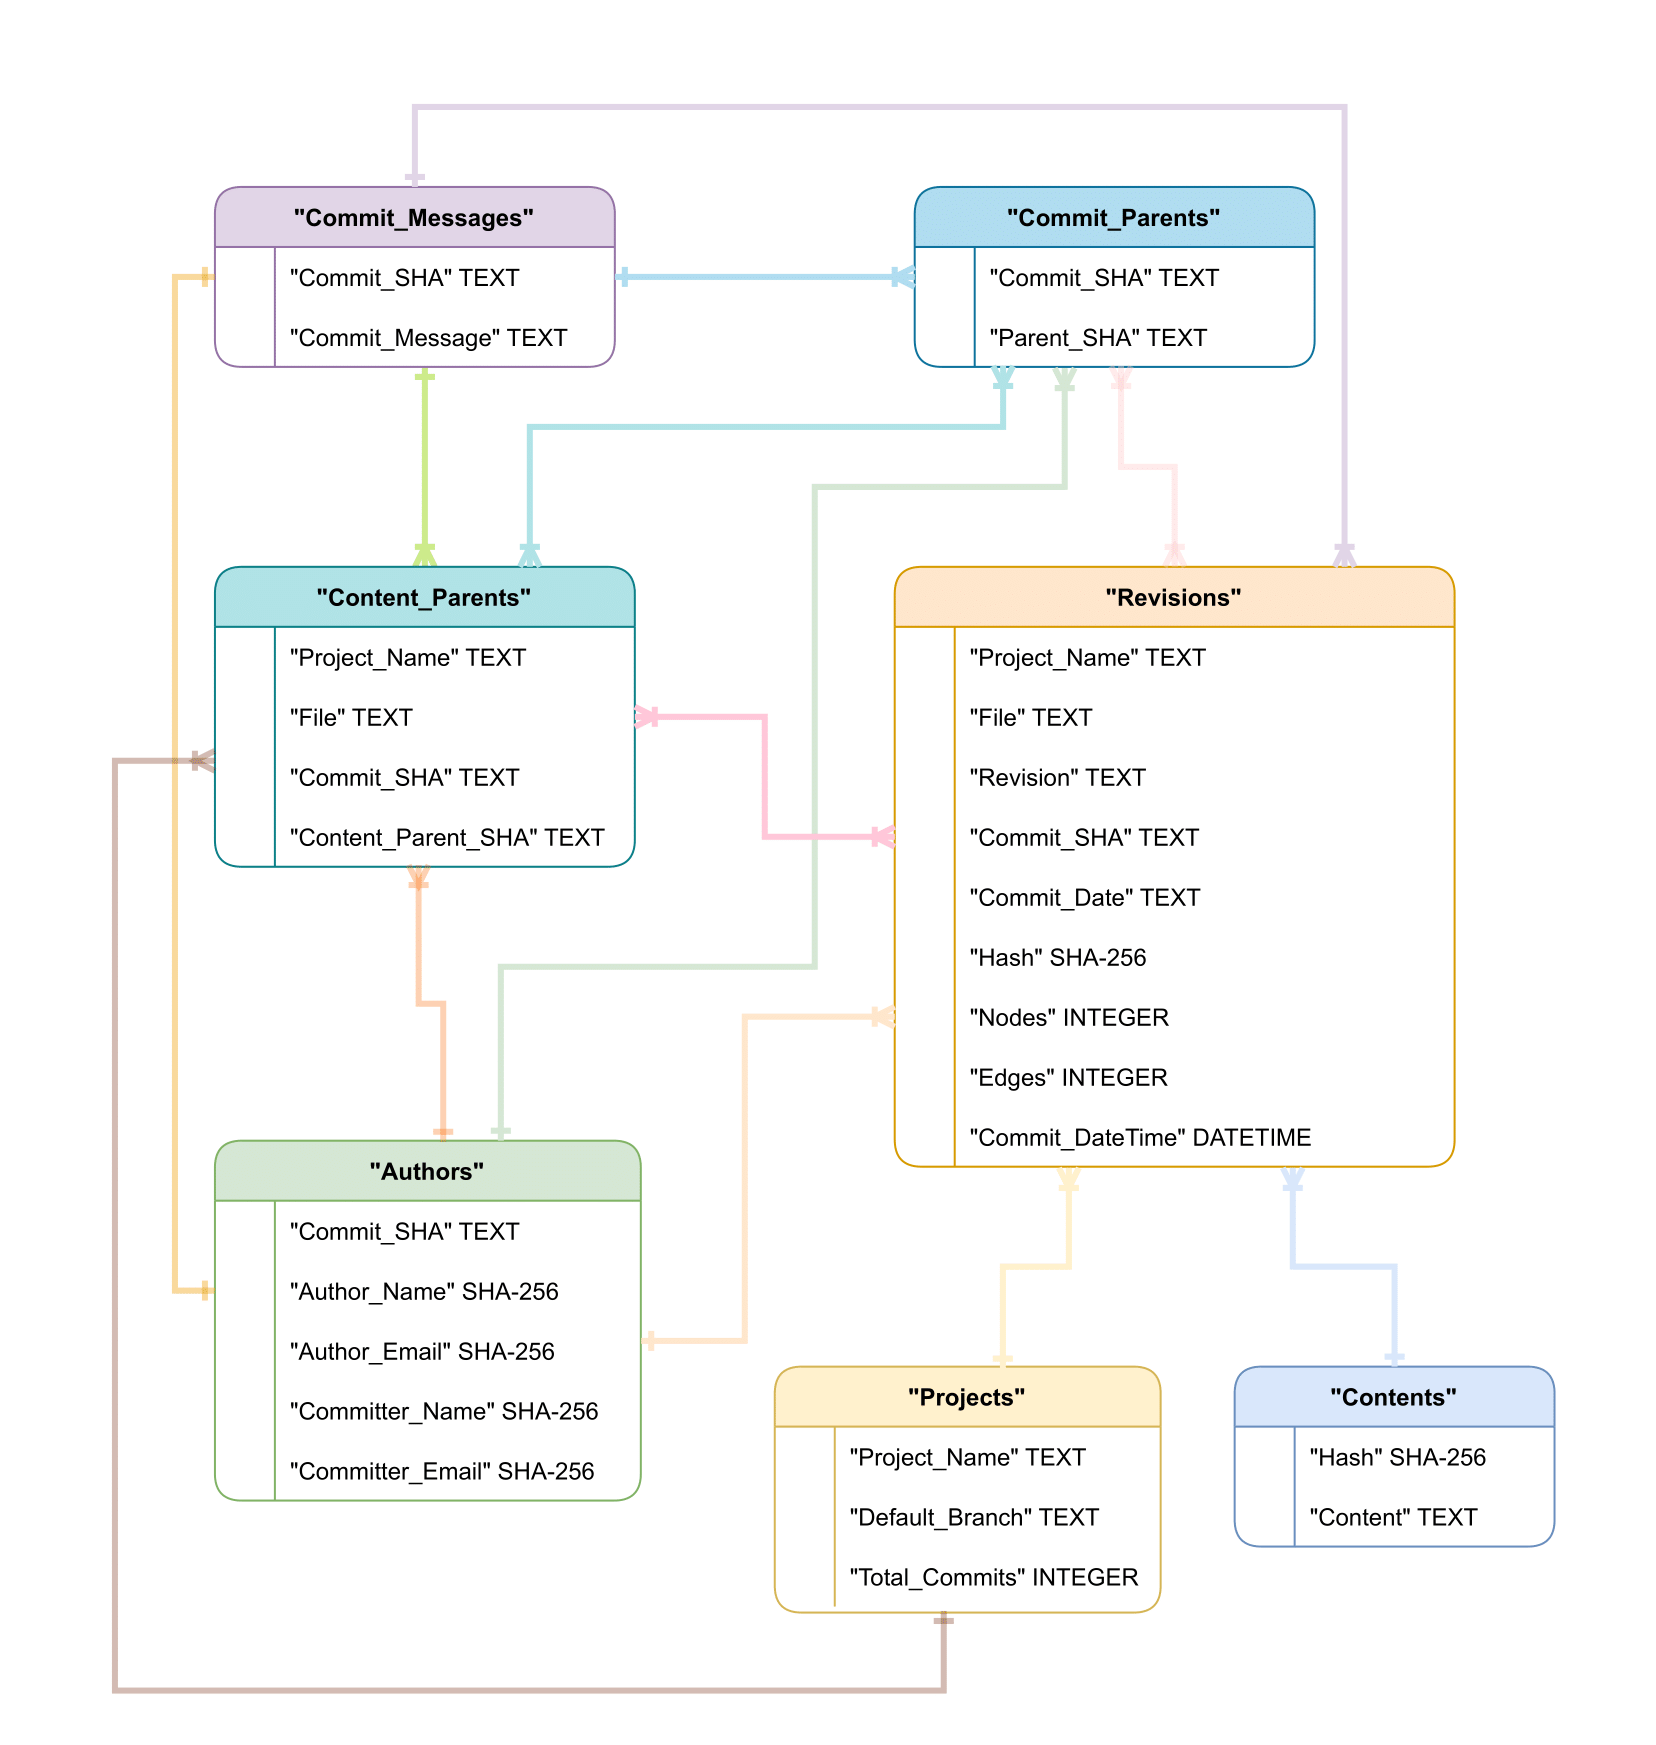 "Commit_Messages"
"Commit_SHA" TEXT
"Commit_Message" TEXT
"Commit_Parents"
"Commit_SHA" TEXT
"Parent_SHA" TEXT
"Content_Parents"
"Project_Name" TEXT
"File" TEXT
"Commit_SHA" TEXT
"Content_Parent_SHA" TEXT
"Revisions"
"Project_Name" TEXT
"File" TEXT
"Revision" TEXT
"Commit_SHA" TEXT
"Commit_Date" TEXT
"Hash" SHA-256
"Nodes" INTEGER
"Edges" INTEGER
"Commit_DateTime" DATETIME
"Authors"
"Commit_SHA" TEXT
"Author_Name" SHA-256
"Author_Email" SHA-256
"Committer_Name" SHA-256
"Committer_Email" SHA-256
"Projects"
"Project_Name" TEXT
"Default_Branch" TEXT
"Total_Commits" INTEGER
"Contents"
"Hash" SHA-256
"Content" TEXT